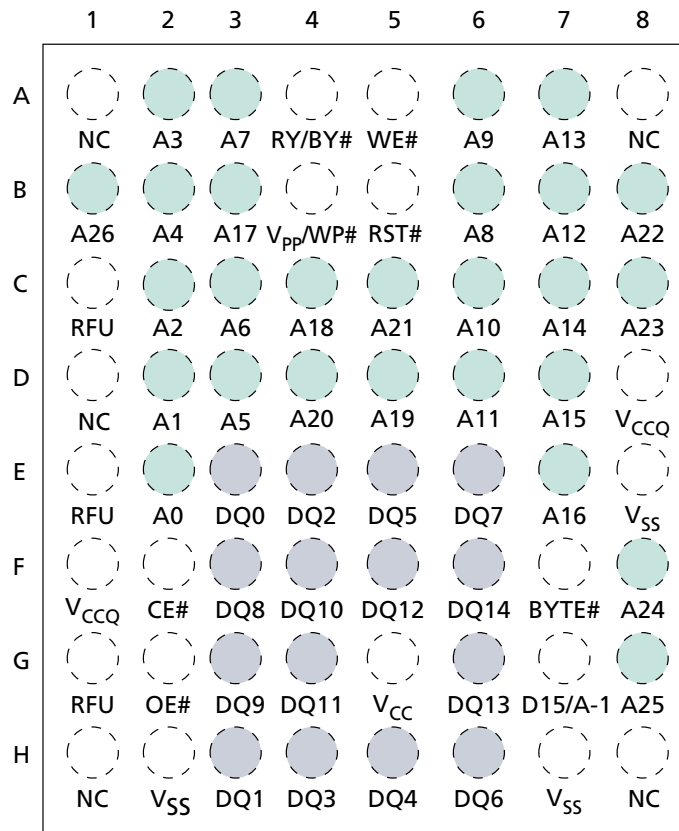 1 2 3 4 5 6 7 8
A
NC A3 A7 RY/BY# WE# A9 A13 NC
B
A26 A4 A17 VPP/WP# RST# A8 A12 A22
C
RFU A2 A6 A18 A21 A10 A14 A23
D
NC A1 A5 A20 A19 A11 A15 VCCQ
E
RFU A0 DQ0 DQ2 DQ5 DQ7 A16 VSS
F
VCCQ CE# DQ8 DQ10 DQ12 DQ14 BYTE# A24
G
RFU OE# DQ9 DQ11 VCC DQ13 D15/A-1 A25
H
NC VSS DQ1 DQ3 DQ4 DQ6 VSS NC